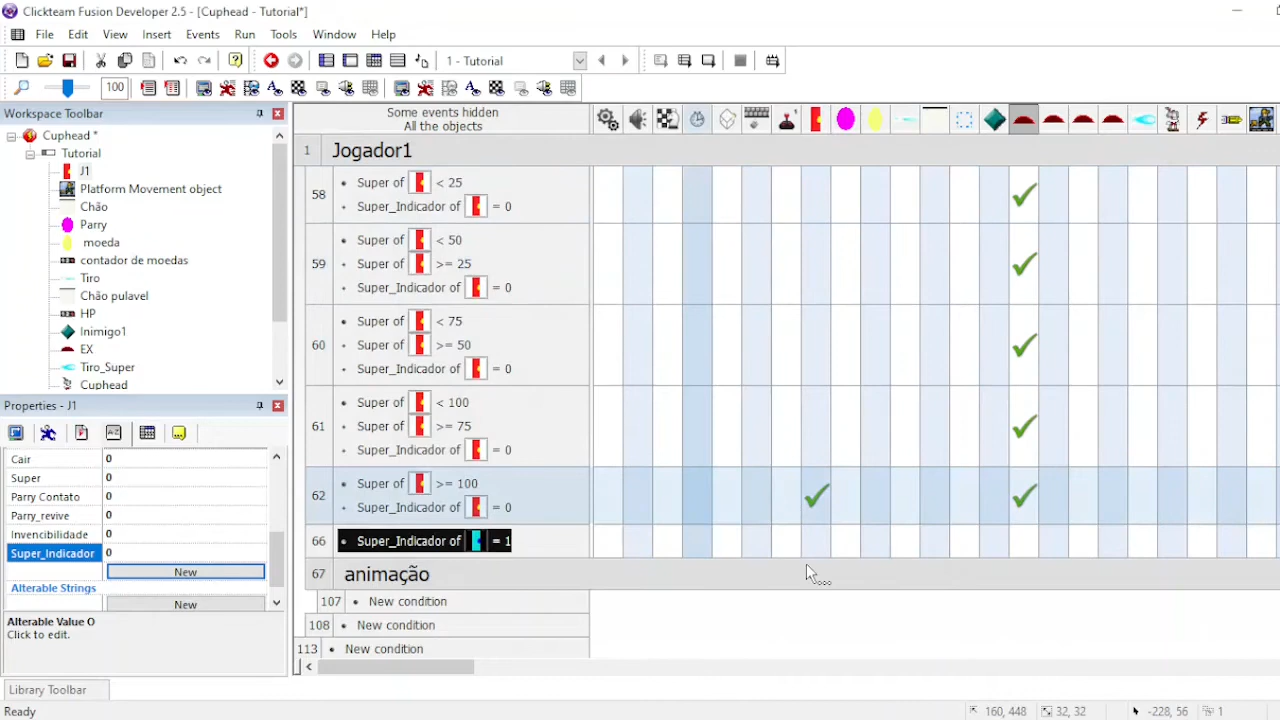 Clickteam Fusion Developer 2.5 - [Cuphead - Tutorial*]
File Edit View Insert Events Run Tools Window Help
1 - Tutorial
100
Workspace Toolbar
Cuphead *
Tutorial
J1
Platform Movement object
Chão
Parry
moeda
contador de moedas
Tiro
Chão pulavel
HP
Inimigo1
EX
Tiro_Super
Cuphead
Properties - J1
Cair 0
Super 0
Parry Contato 0
Parry_revive 0
Invencibilidade 0
Super_Indicador 0
New
Alterable Strings
New
Alterable Value O
Click to edit.
Library Toolbar
Ready
Some events hidden
All the objects
1 Jogador1
58
Super of < 25
Super_Indicador of = 0
59
Super of < 50
Super of >= 25
Super_Indicador of = 0
60
Super of < 75
Super of >= 50
Super_Indicador of = 0
61
Super of < 100
Super of >= 75
Super_Indicador of = 0
62
Super of >= 100
Super_Indicador of = 0
66 Super_Indicador of = 1
67 animação
107 New condition
108 New condition
113 New condition
160, 448 32, 32 -228, 56 1